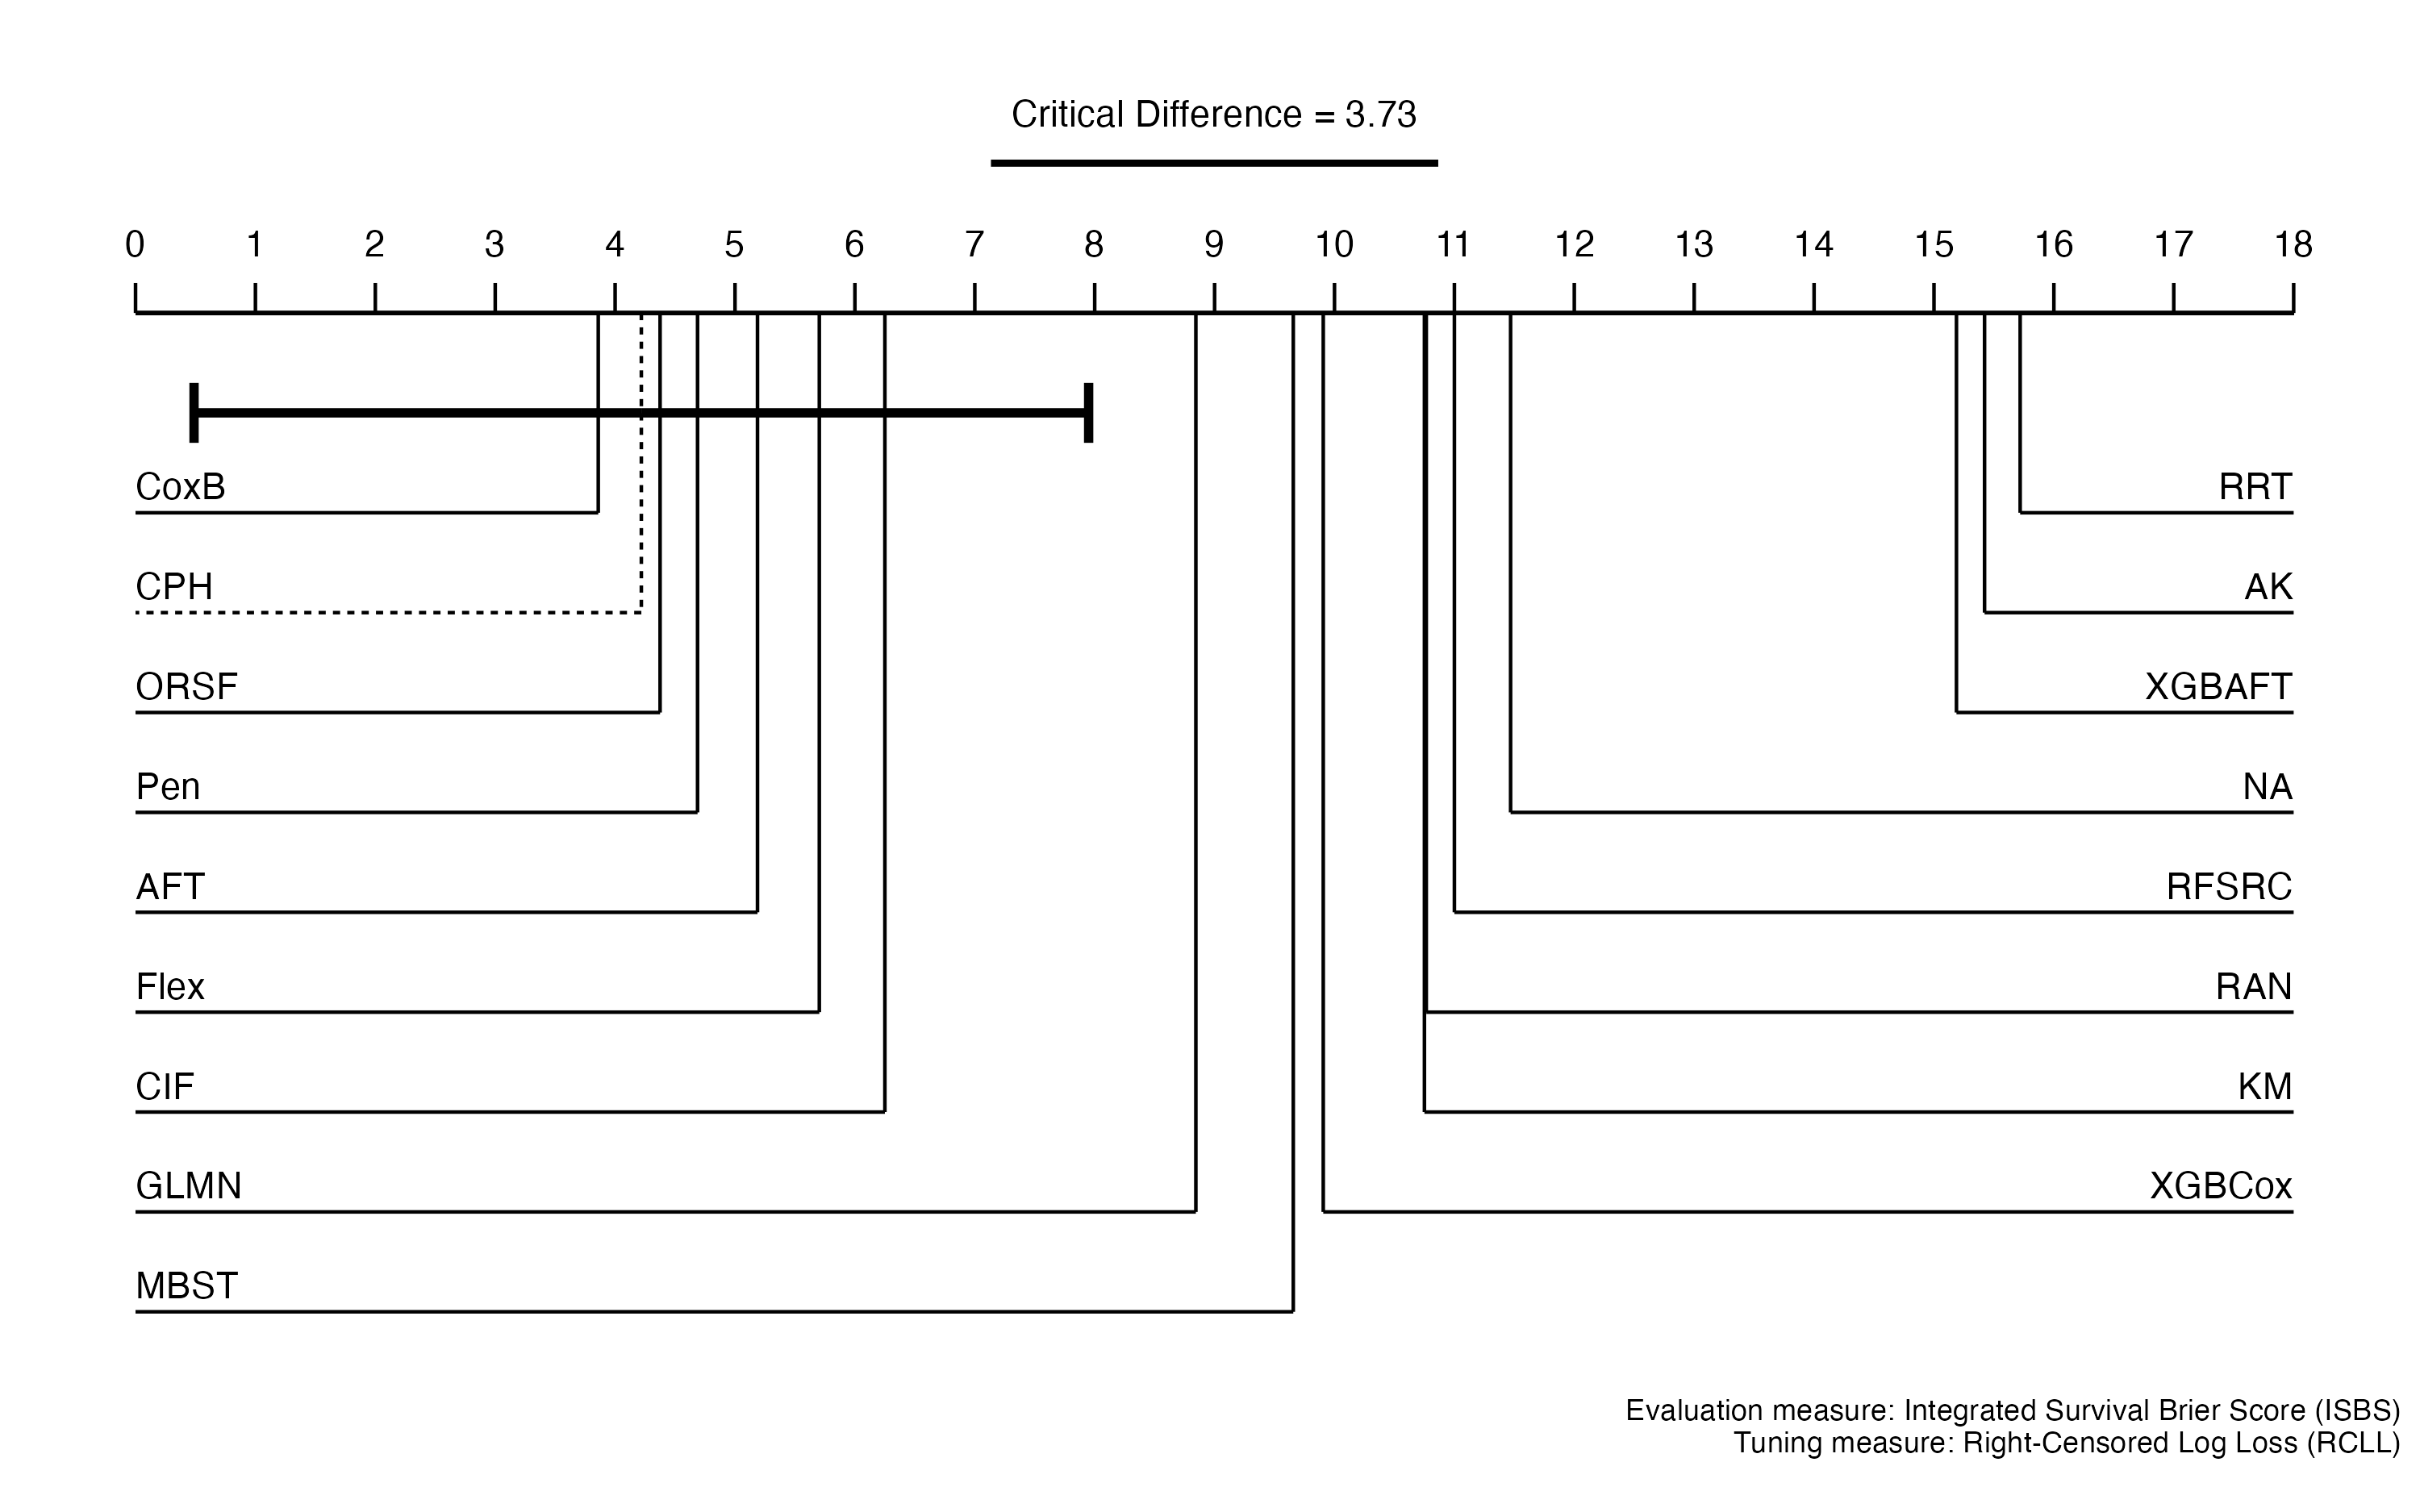 Critical Difference = 3.73
0 1 2 3 4 5 6 7 8 9 10 11 12 13 14 15 16 17 18
CoxB
RRT
CPH
AK
ORSF
XGBAFT
Pen
NA
AFT
RFSRC
Flex
RAN
CIF
KM
GLMN
XGBCox
MBST
Evaluation measure: Integrated Survival Brier Score (ISBS)
Tuning measure: Right-Censored Log Loss (RCLL)